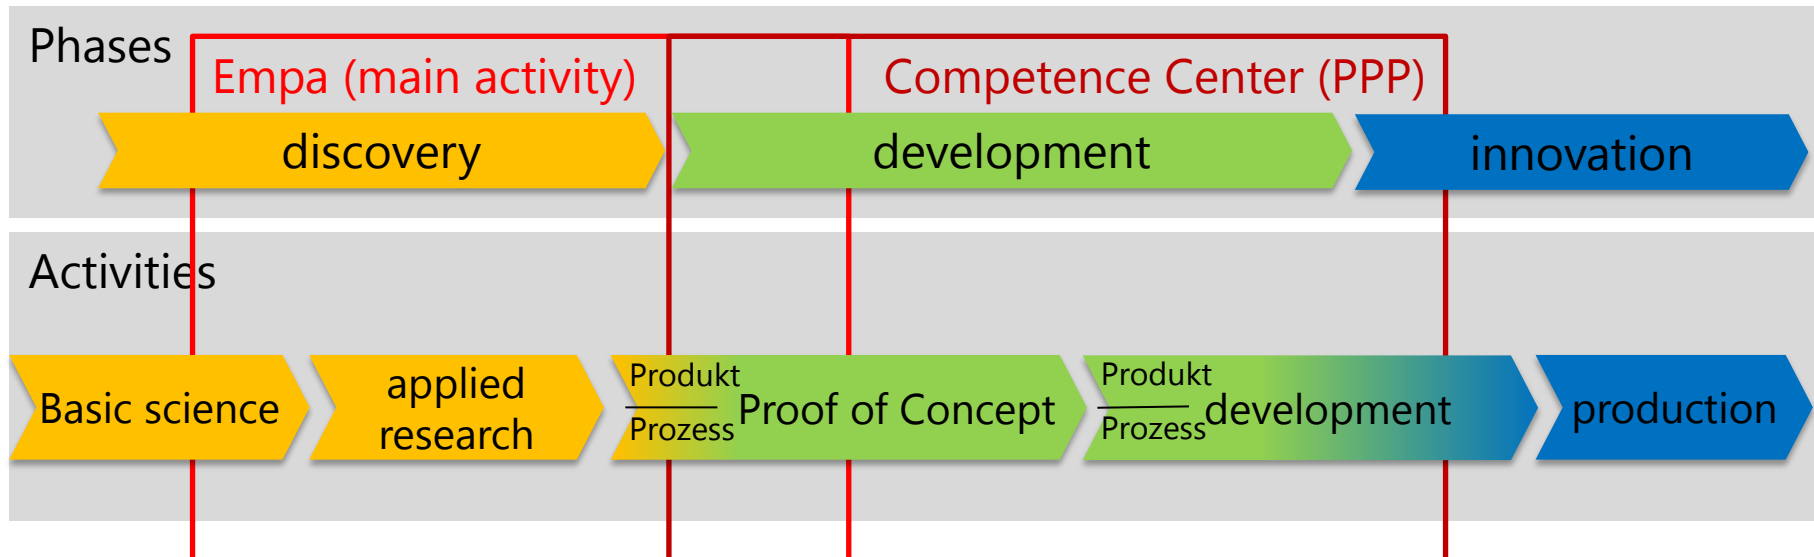 Phases
Empa (main activity)
Competence Center (PPP)
discovery
development
innovation
Activities
Basic science
applied
research
Produkt
Prozess
Proof of Concept
Produkt
Prozess
development
production